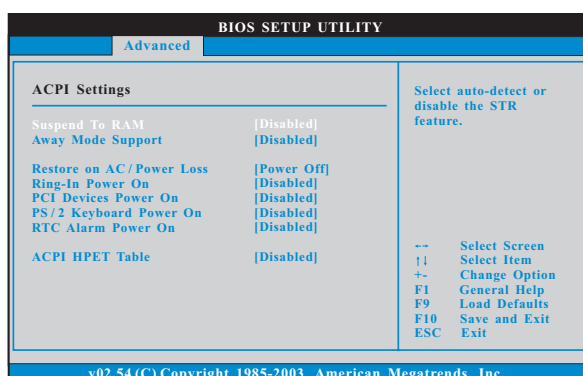 BIOS SETUP UTILITY
Advanced
ACPI Settings
Suspend To RAM [Disabled]
Away Mode Support [Disabled]
Restore on AC / Power Loss [Power Off]
Ring-In Power On [Disabled]
PCI Devices Power On [Disabled]
PS / 2 Keyboard Power On [Disabled]
RTC Alarm Power On [Disabled]
ACPI HPET Table [Disabled]
Select auto-detect or
disable the STR
feature.
←→ Select Screen
↑↓ Select Item
+- Change Option
F1 General Help
F9 Load Defaults
F10 Save and Exit
ESC Exit
v02.54 (C) Copyright 1985-2003, American Megatrends, Inc.